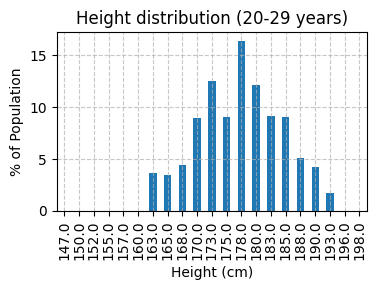 Height distribution (20-29 years)
% of Population
15
10
5
0
147.0 150.0 152.0 155.0 157.0 160.0 163.0 165.0 168.0 170.0 173.0 175.0 178.0 180.0 183.0 185.0 188.0 190.0 193.0 196.0 198.0
Height (cm)